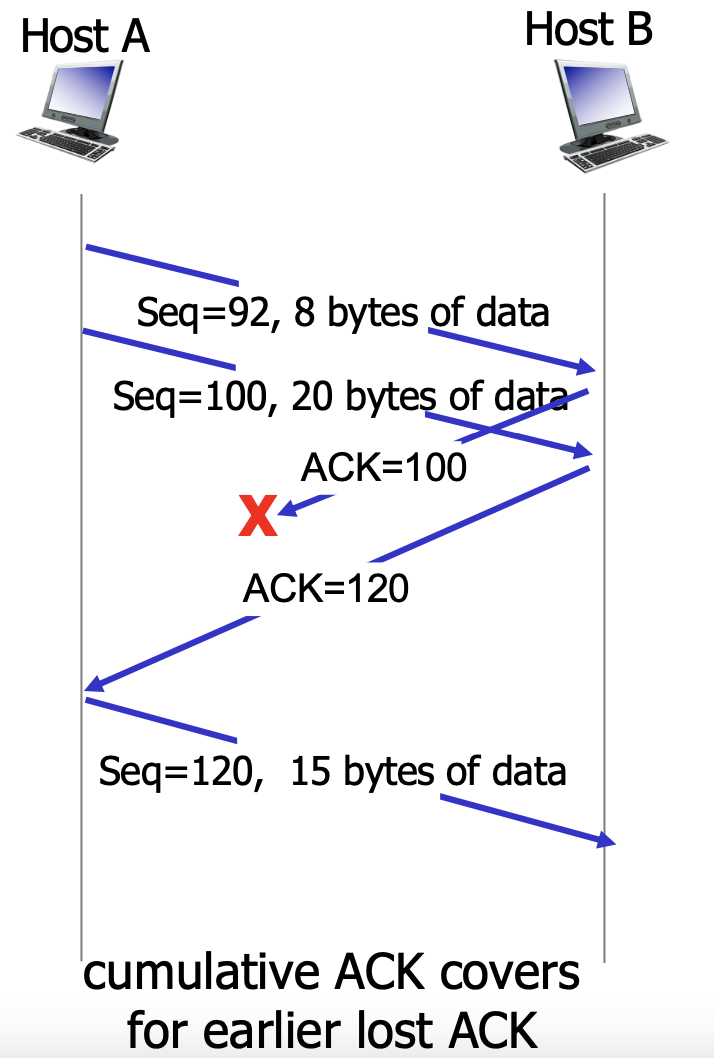 Host A
Host B
Seq=92, 8 bytes of data
Seq=100, 20 bytes of data
ACK=100
X
ACK=120
Seq=120,  15 bytes of data
cumulative ACK covers
for earlier lost ACK